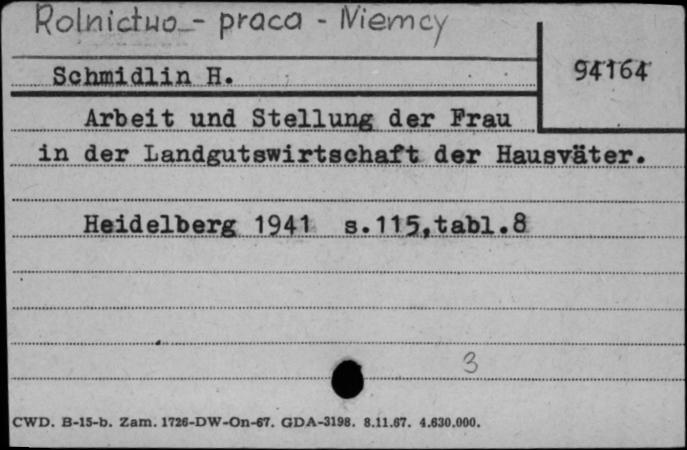 Rolnictwo - praca - Niemcy
Schmidlin H.
94164
Arbeit und Stellung der Frau
in der Landgutswirtschaft der Hausväter.
Heidelberg 1941 s.115,tabl.8
3
CWD. B-15-b. Zam. 1726-DW-On-67. GDA-3198. 8.11.67. 4.630.000.